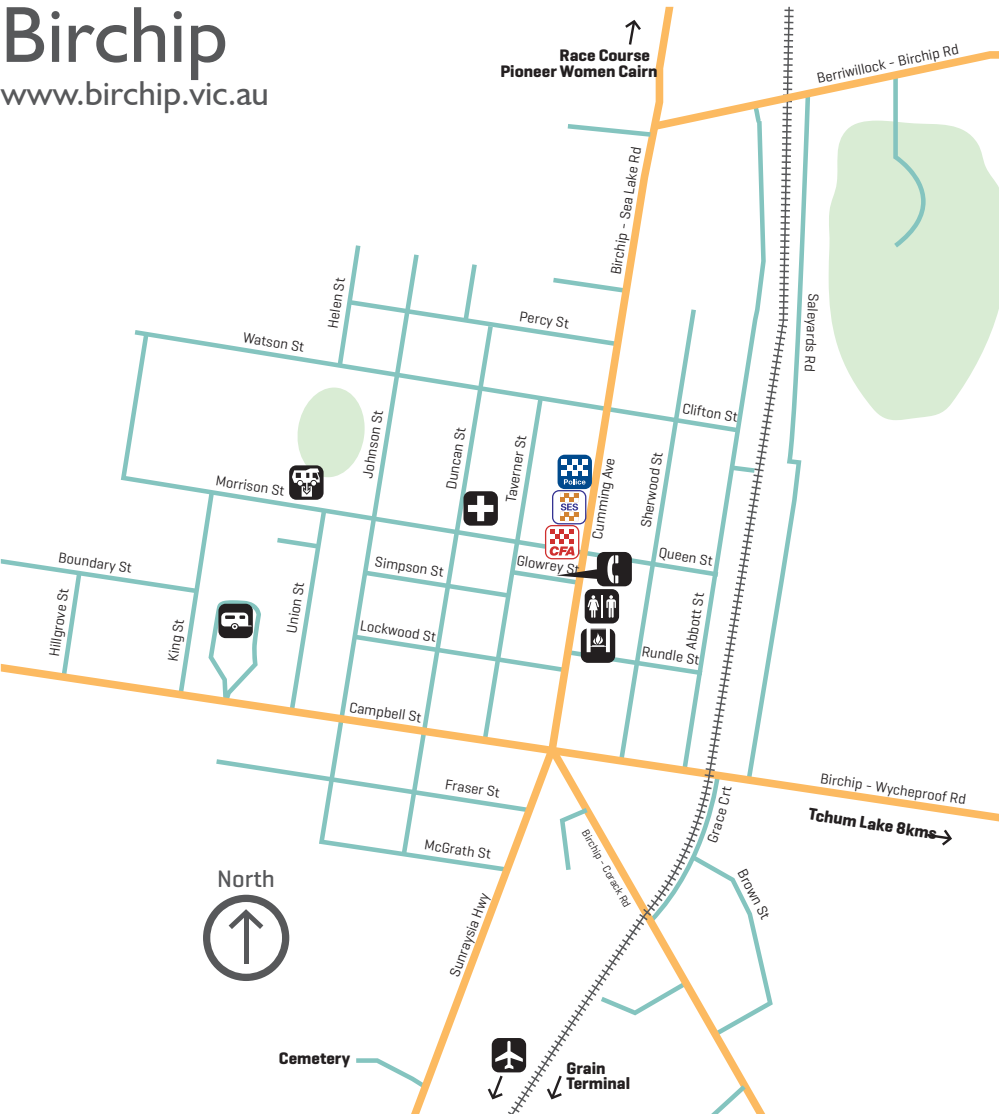 Birchip
www.birchip.vic.au
Race Course
Pioneer Women Cairn
Berriwillock - Birchip Rd
Birchip - Sea Lake Rd
Saleyards Rd
Helen St
Percy St
Watson St
Clifton St
Johnson St
Duncan St
Taverner St
Cumming Ave
Sherwood St
Police
SES
CFA
Morrison St
Queen St
Glowrey St
Simpson St
Boundary St
Hillgrove St
King St
Union St
Lockwood St
Abbott St
Rundle St
Campbell St
Birchip - Wycheproof Rd
Tchum Lake 8kms
Fraser St
Grace Crt
McGrath St
Birchip - Corack Rd
Brown St
North
Sunraysia Hwy
Cemetery
Grain
Terminal